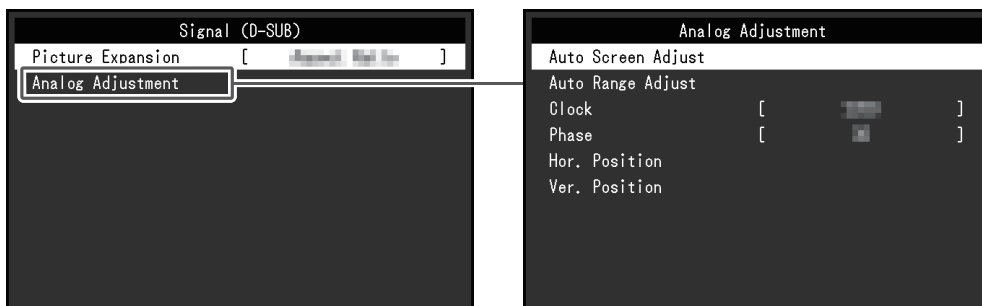 Signal (D-SUB)
Picture Expansion [ ]
Analog Adjustment
Analog Adjustment
Auto Screen Adjust
Auto Range Adjust
Clock [ ]
Phase [ ]
Hor. Position
Ver. Position